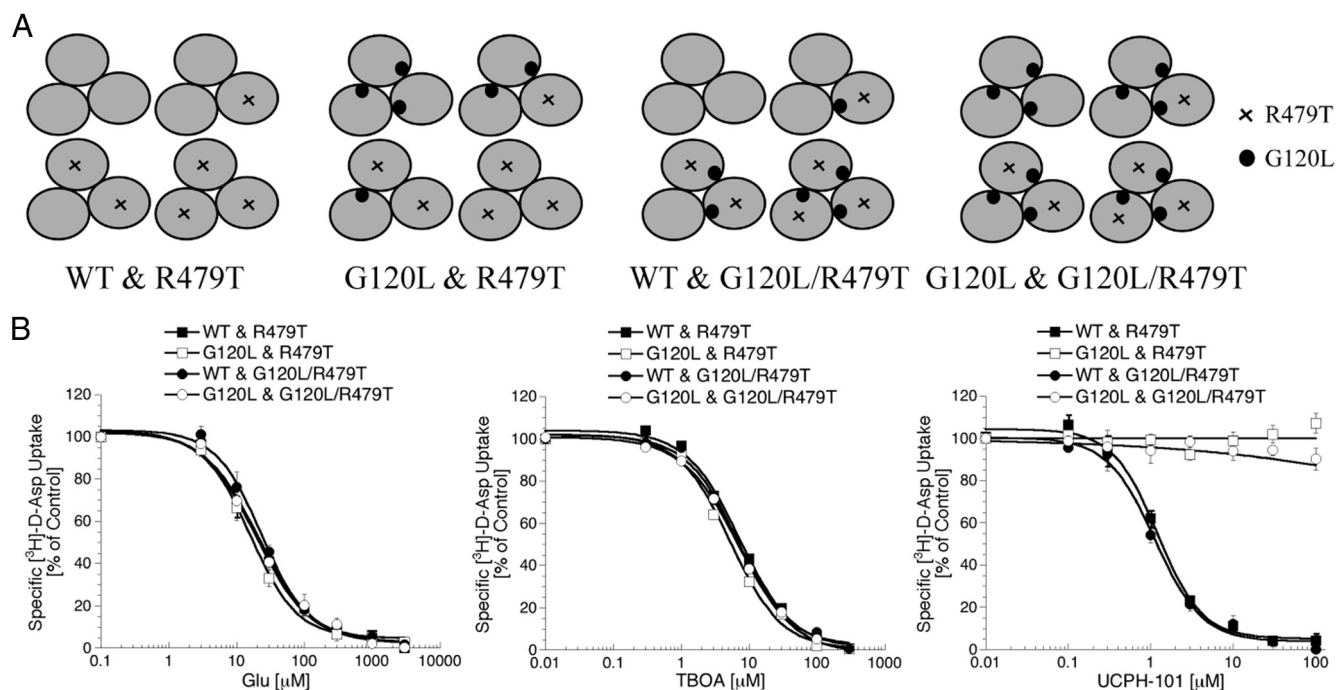 A
× R479T
● G120L
WT & R479T
G120L & R479T
WT & G120L/R479T
G120L & G120L/R479T
B
WT & R479T
G120L & R479T
WT & G120L/R479T
G120L & G120L/R479T
Specific [³H]-D-Asp Uptake
[% of Control]
120
100
80
60
40
20
0
0.1
1
10
100
1000
10000
Glu [µM]
WT & R479T
G120L & R479T
WT & G120L/R479T
G120L & G120L/R479T
Specific [³H]-D-Asp Uptake
[% of Control]
120
100
80
60
40
20
0
0.01
0.1
1
10
100
1000
TBOA [µM]
WT & R479T
G120L & R479T
WT & G120L/R479T
G120L & G120L/R479T
Specific [³H]-D-Asp Uptake
[% of Control]
120
100
80
60
40
20
0
0.01
0.1
1
10
100
UCPH-101 [µM]